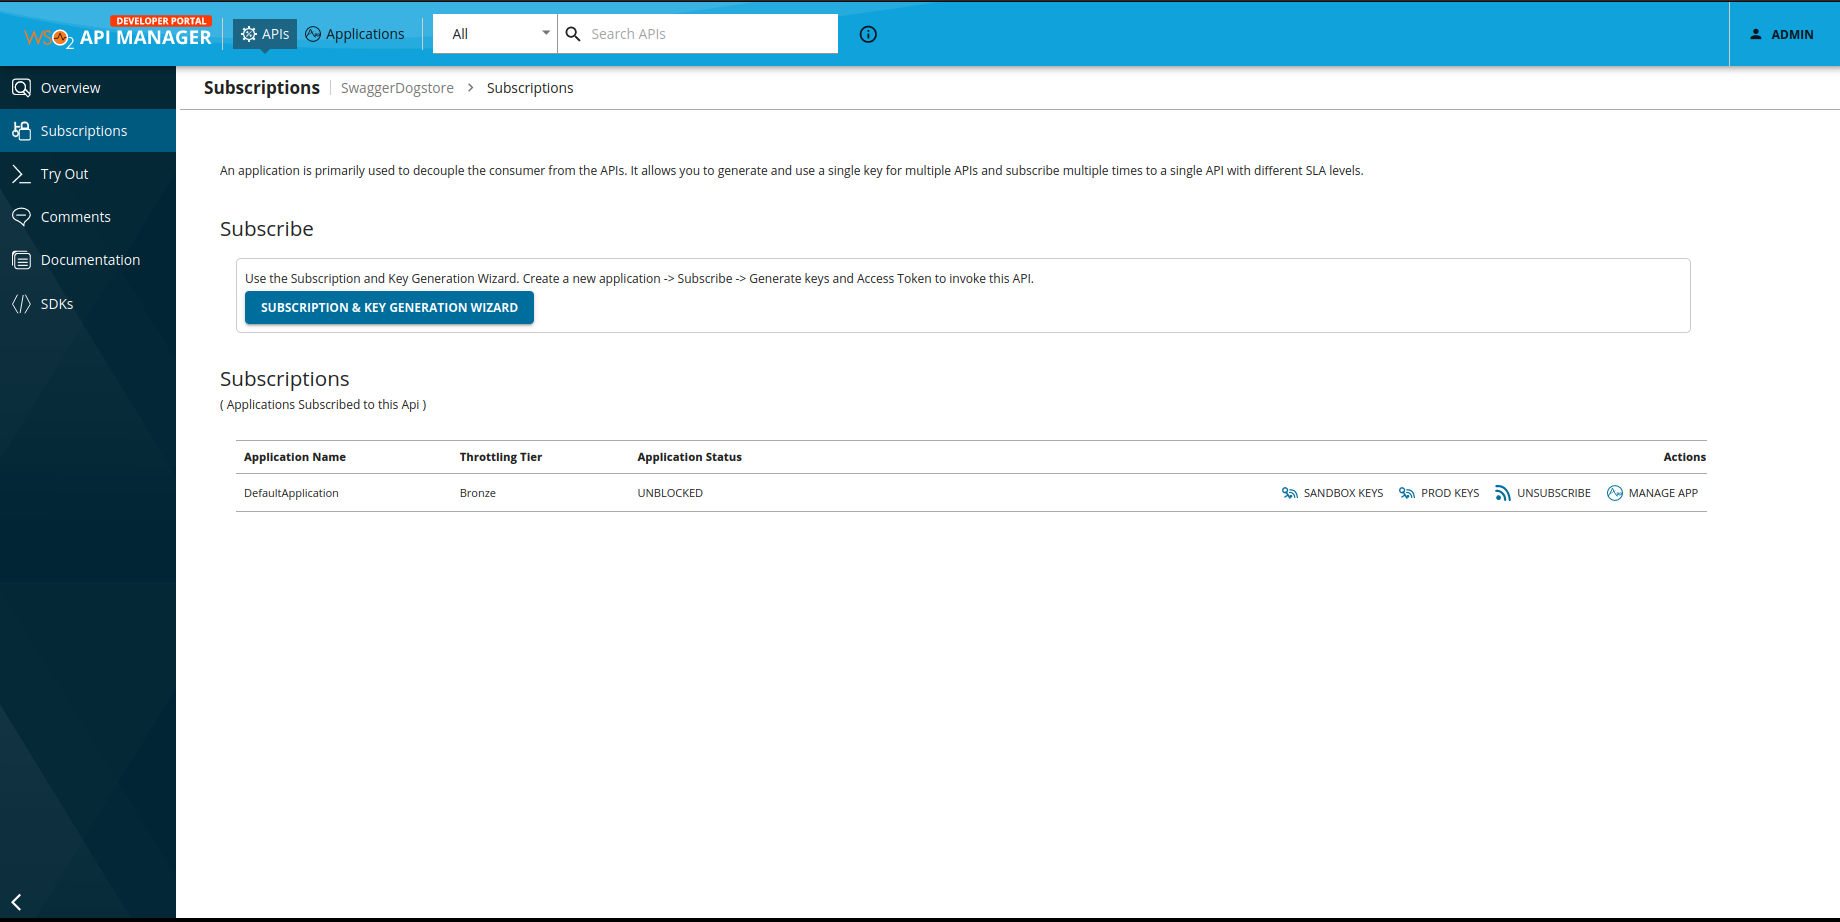 DEVELOPER PORTAL
WSO2 API MANAGER
APIs
Applications
All
Search APIs
ADMIN
Overview
Subscriptions
Try Out
Comments
Documentation
SDKs
Subscriptions
SwaggerDogstore
Subscriptions
An application is primarily used to decouple the consumer from the APIs. It allows you to generate and use a single key for multiple APIs and subscribe multiple times to a single API with different SLA levels.
Subscribe
Use the Subscription and Key Generation Wizard. Create a new application -> Subscribe -> Generate keys and Access Token to invoke this API.
SUBSCRIPTION & KEY GENERATION WIZARD
Subscriptions
( Applications Subscribed to this Api )
Application Name Throttling Tier Application Status Actions
DefaultApplication Bronze UNBLOCKED SANDBOX KEYS PROD KEYS UNSUBSCRIBE MANAGE APP